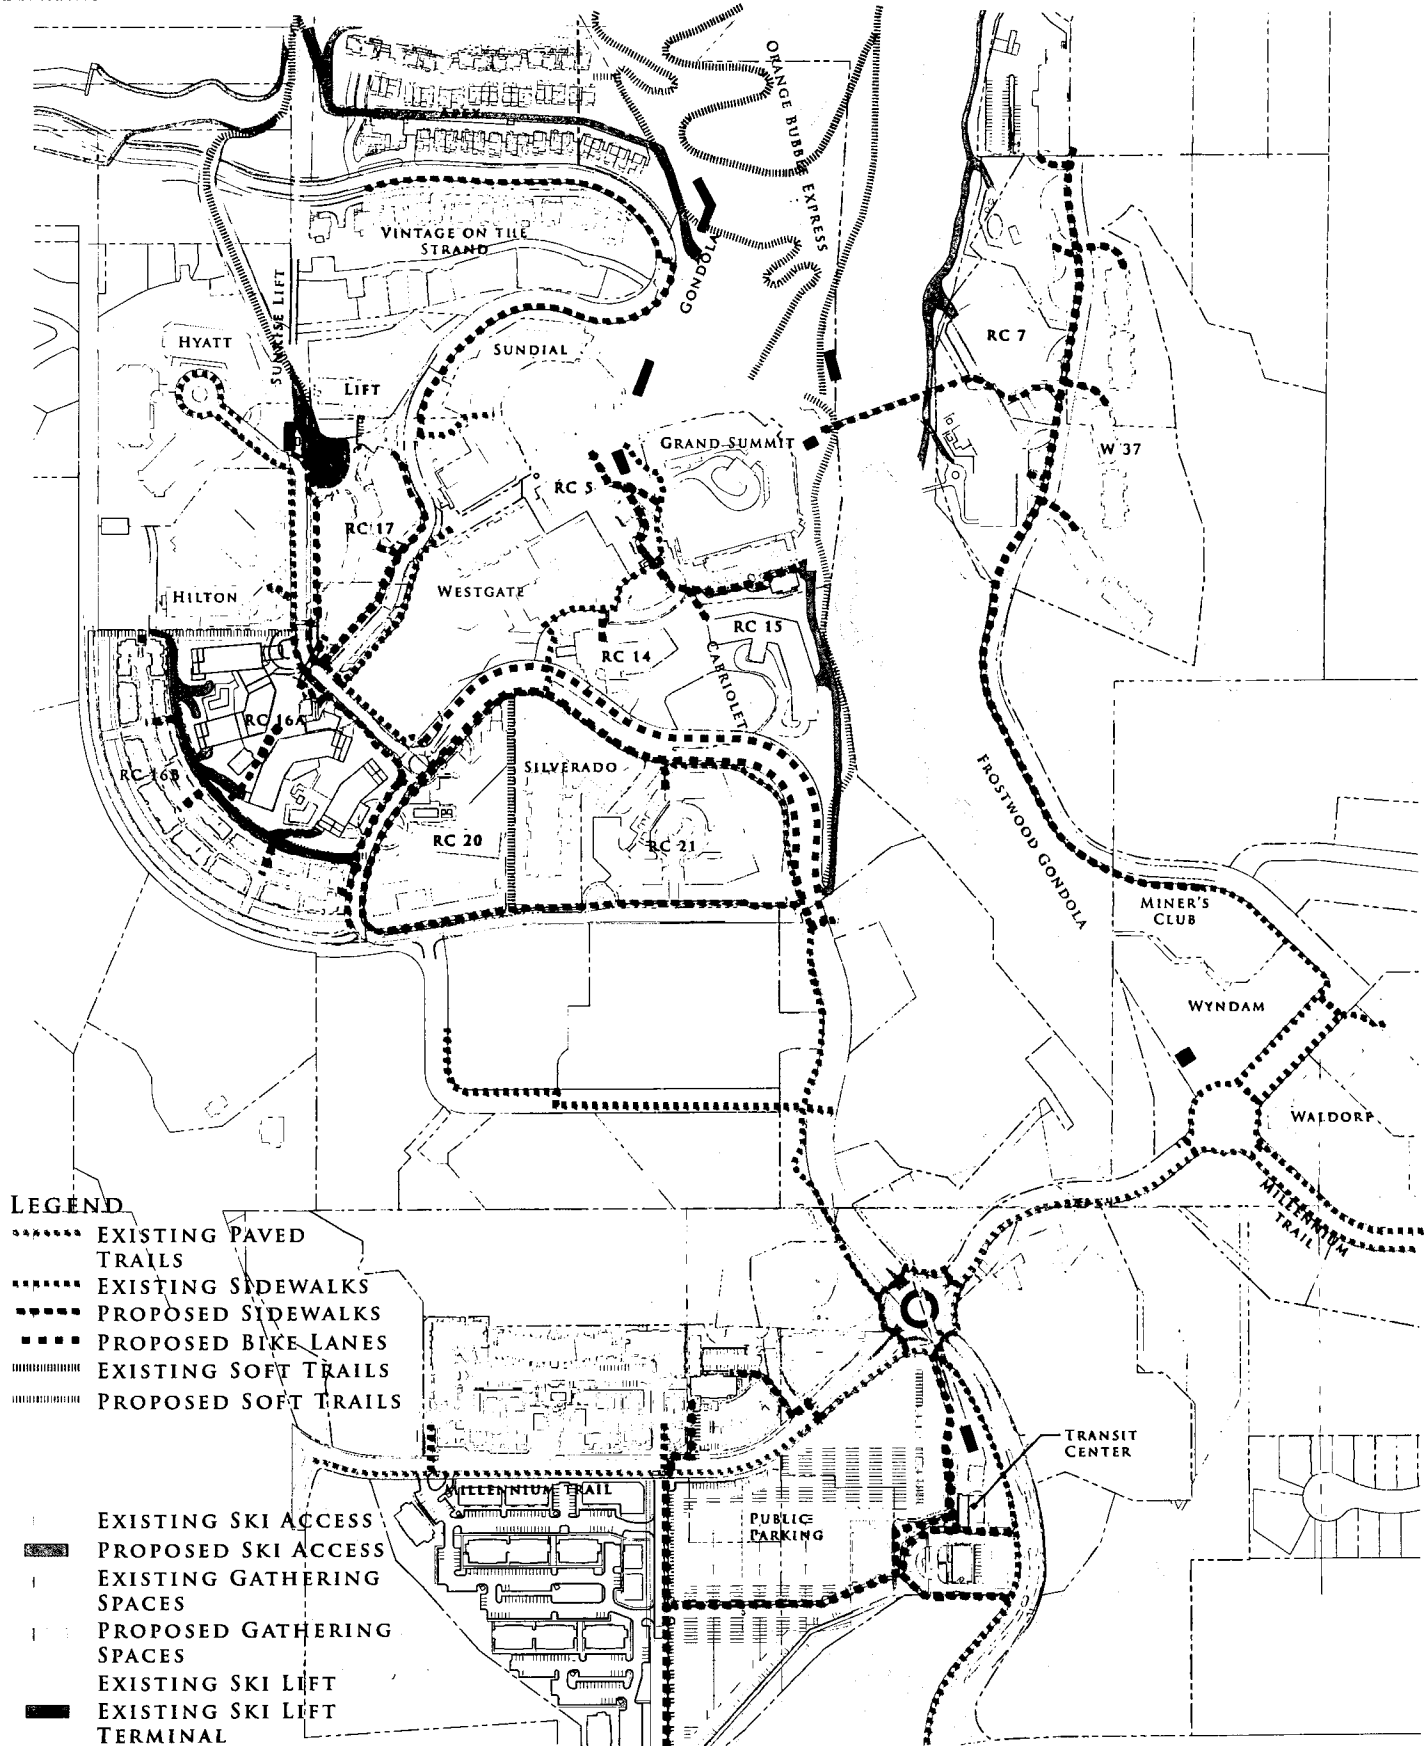 ORANGE BUBBLE EXPRESS
APEX
VINTAGE ON THE
STRAND
GONDOLA
SUNRISE LIFT
HYATT
LIFT
SUNDIAL
RC 7
GRAND SUMMIT
W 37
RC 5
RC 17
WESTGATE
HILTON
RC 15
RC 14
CABRIOLET
RC 16A
RC 16B
SILVERADO
RC 20
RC 21
FROSTWOOD GONDOLA
MINER'S
CLUB
WYNDAM
WALDORF
MILLENNIUM
TRAIL
LEGEND
EXISTING PAVED
TRAILS
EXISTING SIDEWALKS
PROPOSED SIDEWALKS
PROPOSED BIKE LANES
EXISTING SOFT TRAILS
PROPOSED SOFT TRAILS
TRANSIT
CENTER
MILLENNIUM TRAIL
PUBLIC
PARKING
EXISTING SKI ACCESS
PROPOSED SKI ACCESS
EXISTING GATHERING
SPACES
PROPOSED GATHERING
SPACES
EXISTING SKI LIFT
EXISTING SKI LIFT
TERMINAL